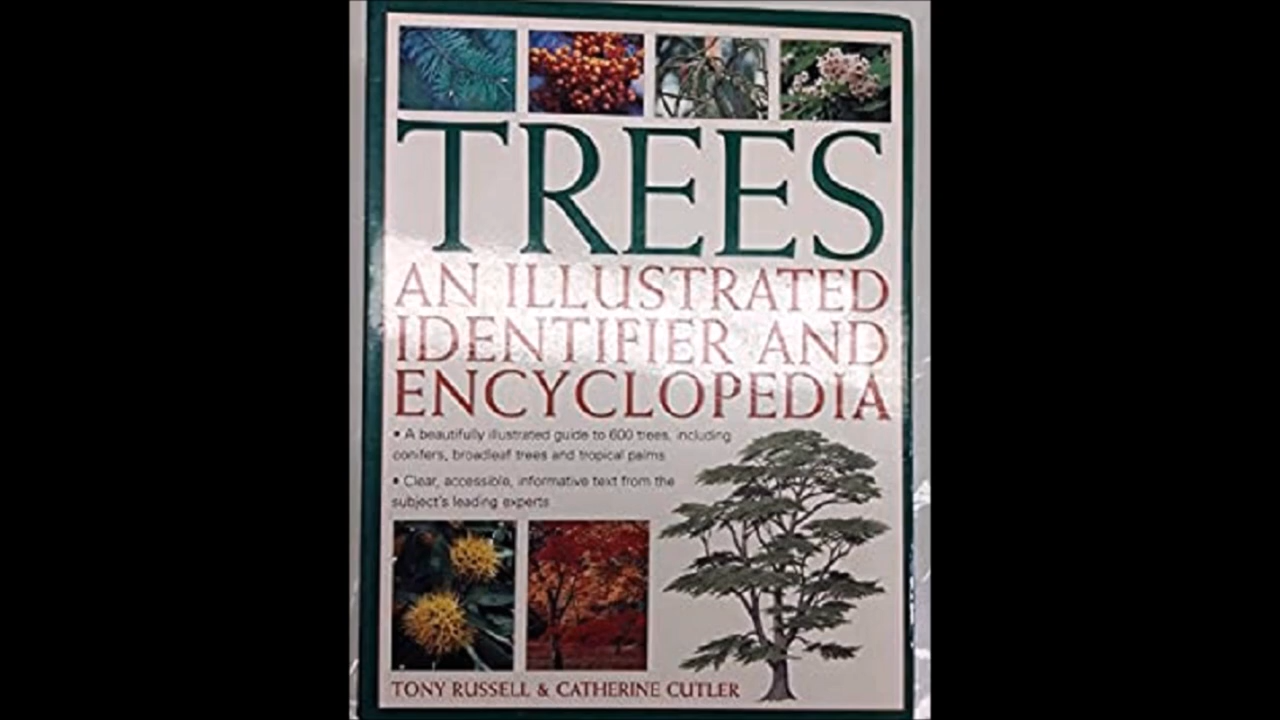 TREES
AN ILLUSTRATED
IDENTIFIER AND
ENCYCLOPEDIA
• A beautifully illustrated guide to 600 trees, including
conifers, broadleaf trees and tropical palms
• Clear, accessible, informative text from the
subject's leading experts
TONY RUSSELL & CATHERINE CUTLER